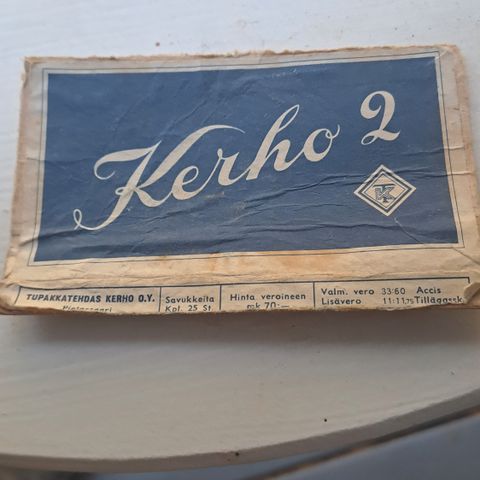 Kerho 2
K
TUPAKKATEHDAS KERHO O.Y.
Pietarsaari
Savukkeita
Kpl. 25 St.
Hinta veroineen
mk 70:—
Valm. vero 33:60 Accis
Lisävero 11:11,75 Tilläggssk